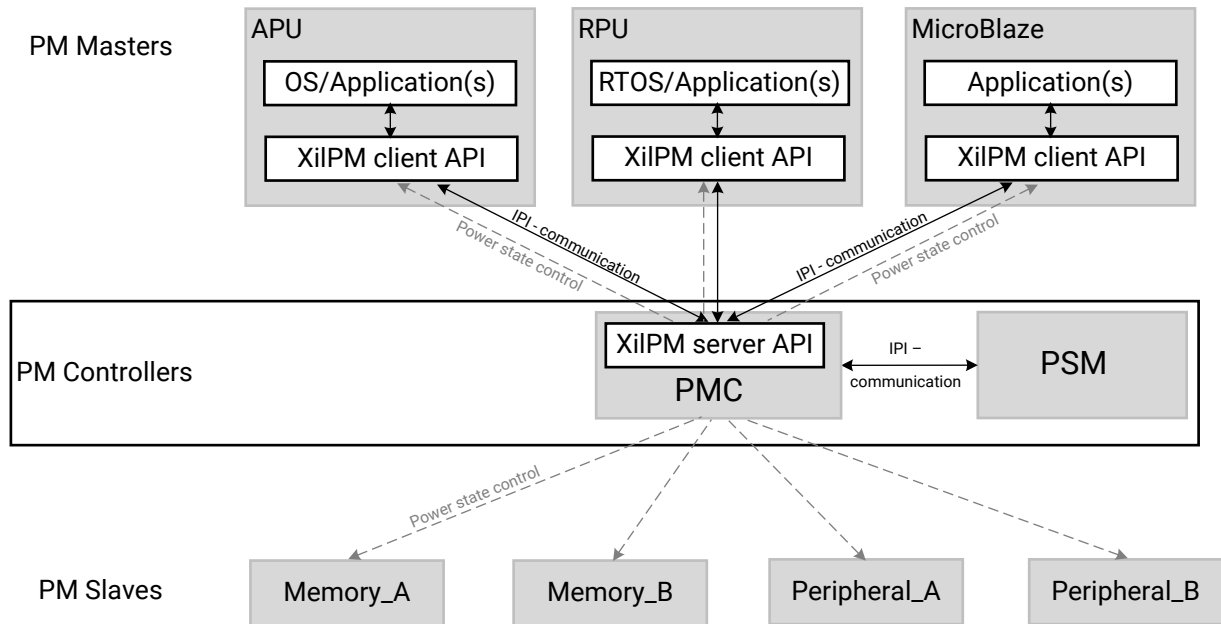 PM Masters
APU
OS/Application(s)
XilPM client API
RPU
RTOS/Application(s)
XilPM client API
MicroBlaze
Application(s)
XilPM client API
IPI - communication
Power state control
IPI - communication
Power state control
PM Controllers
XilPM server API
PMC
IPI –
communication
PSM
Power state control
PM Slaves
Memory_A
Memory_B
Peripheral_A
Peripheral_B